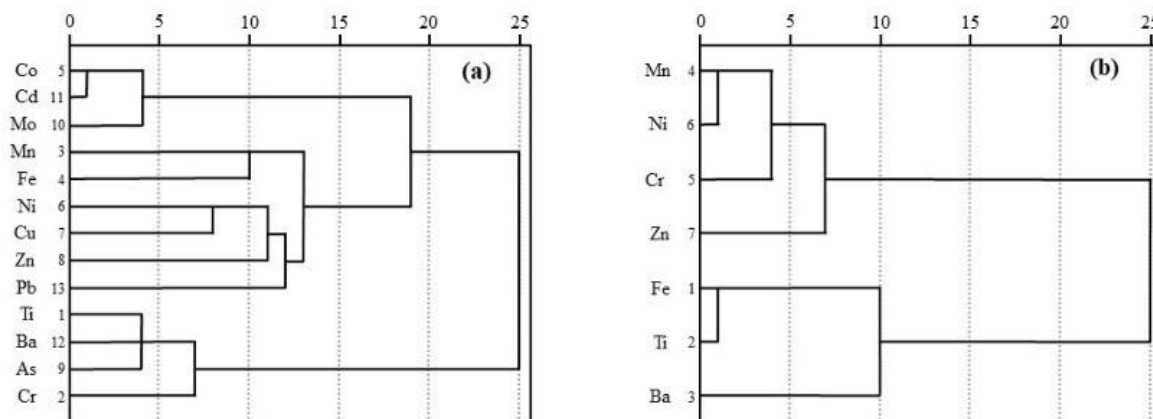 0 5 10 15 20 25
(a)
Co 5
Cd 11
Mo 10
Mn 3
Fe 4
Ni 6
Cu 7
Zn 8
Pb 13
Ti 1
Ba 12
As 9
Cr 2
0 5 10 15 20 25
(b)
Mn 4
Ni 6
Cr 5
Zn 7
Fe 1
Ti 2
Ba 3